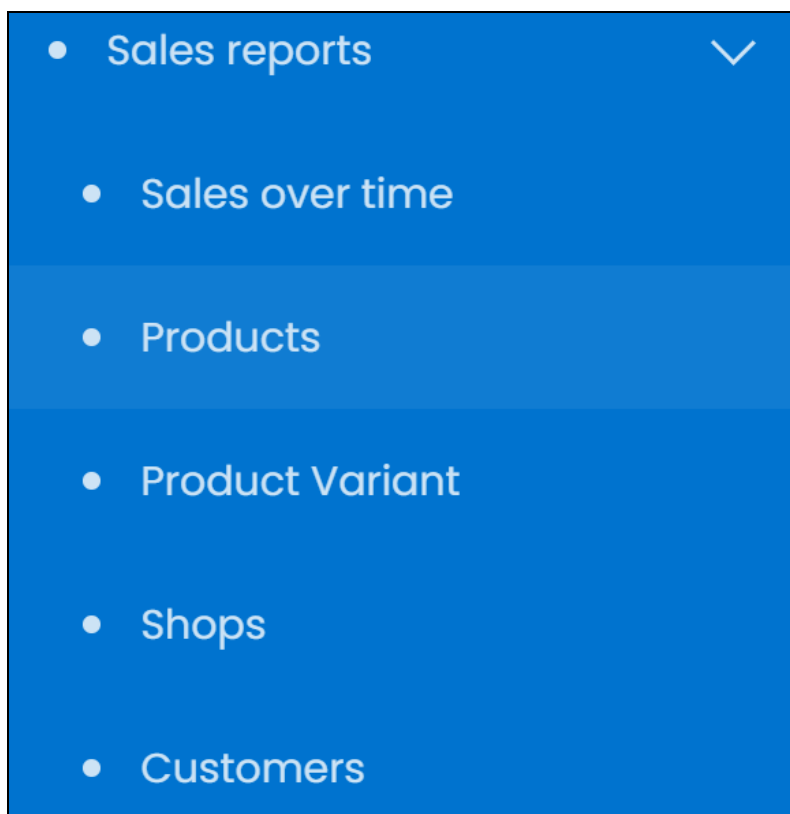 Sales reports
Sales over time
Products
Product Variant
Shops
Customers